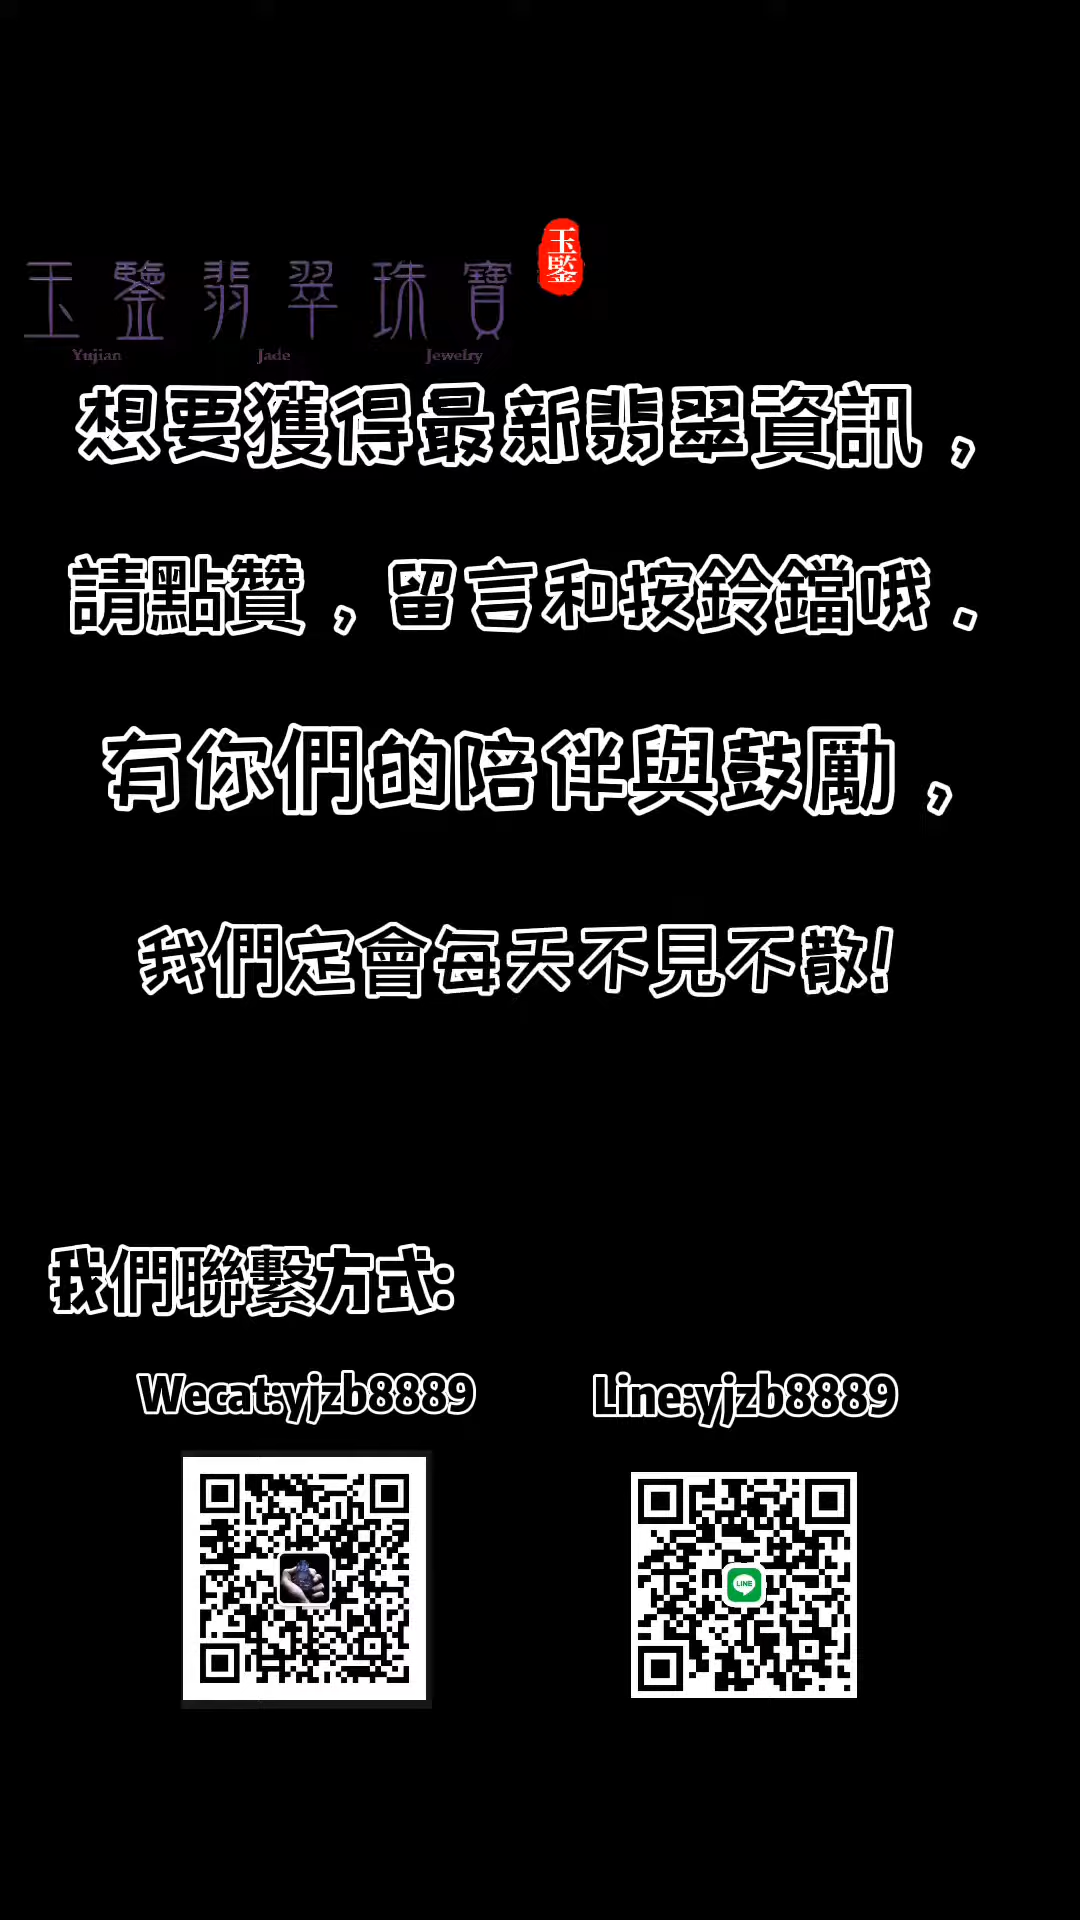 玉鑒
玉鑒翡翠珠寶
Yujian Jade Jewelry
想要獲得最新翡翠資訊，
請點贊，留言和按鈴鐺哦．
有你們的陪伴與鼓勵，
我們定會每天不見不散！
我們聯繫方式:
Wecat:yjzb8889
Line:yjzb8889
LINE